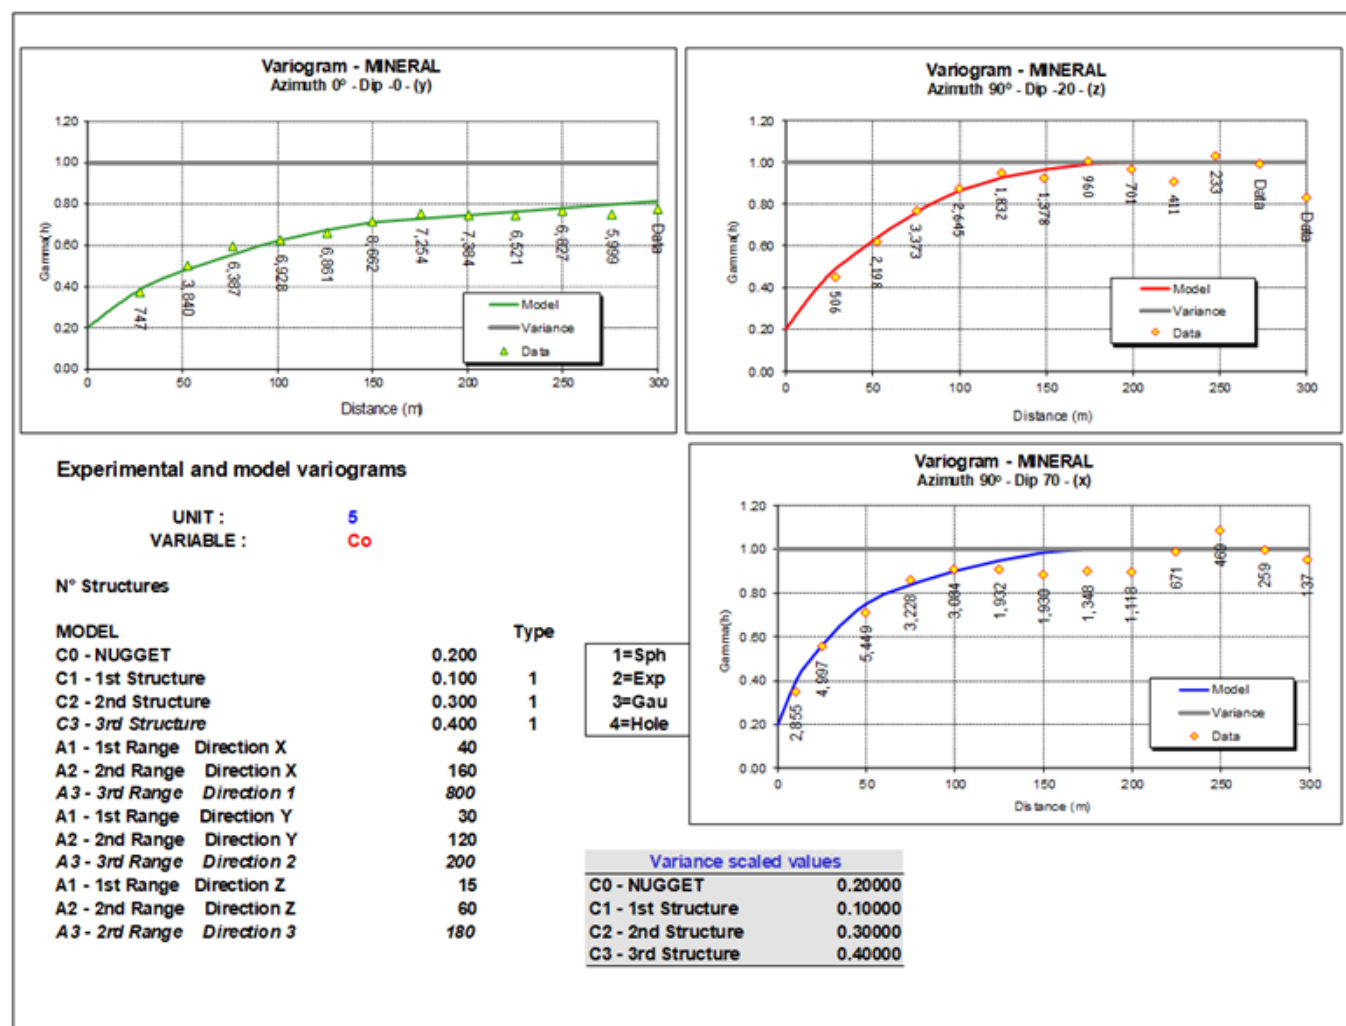 Variogram - MINERAL
Azimuth 0º - Dip -0 - (y)
1.20
1.00
0.80
0.60
0.40
0.20
0.00
Gamma(h)
747
3,840
6,387
6,928
6,861
8,662
7,254
7,384
6,521
6,827
5,999
Data
Model
Variance
Data
0 50 100 150 200 250 300
Distance (m)
Variogram - MINERAL
Azimuth 90º - Dip -20 - (z)
1.20
1.00
0.80
0.60
0.40
0.20
0.00
Gamma(h)
506
2,198
3,373
2,645
1,832
1,378
960
701
411
233
Data
Data
Model
Variance
Data
0 50 100 150 200 250 300
Distance (m)
Experimental and model variograms
UNIT : 5
VARIABLE : Co
N° Structures
MODEL Type
C0 - NUGGET 0.200
C1 - 1st Structure 0.100 1
C2 - 2nd Structure 0.300 1
C3 - 3rd Structure 0.400 1
A1 - 1st Range Direction X 40
A2 - 2nd Range Direction X 160
A3 - 3rd Range Direction 1 800
A1 - 1st Range Direction Y 30
A2 - 2nd Range Direction Y 120
A3 - 3rd Range Direction 2 200
A1 - 1st Range Direction Z 15
A2 - 2nd Range Direction Z 60
A3 - 2rd Range Direction 3 180
1=Sph
2=Exp
3=Gau
4=Hole
Variogram - MINERAL
Azimuth 90º - Dip 70 - (x)
1.20
1.00
0.80
0.60
0.40
0.20
0.00
Gamma(h)
2,855
4,997
5,449
3,228
3,084
1,932
1,348
1,118
671
469
259
137
Model
Variance
Data
0 50 100 150 200 250 300
Distance (m)
Variance scaled values
C0 - NUGGET 0.20000
C1 - 1st Structure 0.10000
C2 - 2nd Structure 0.30000
C3 - 3rd Structure 0.40000